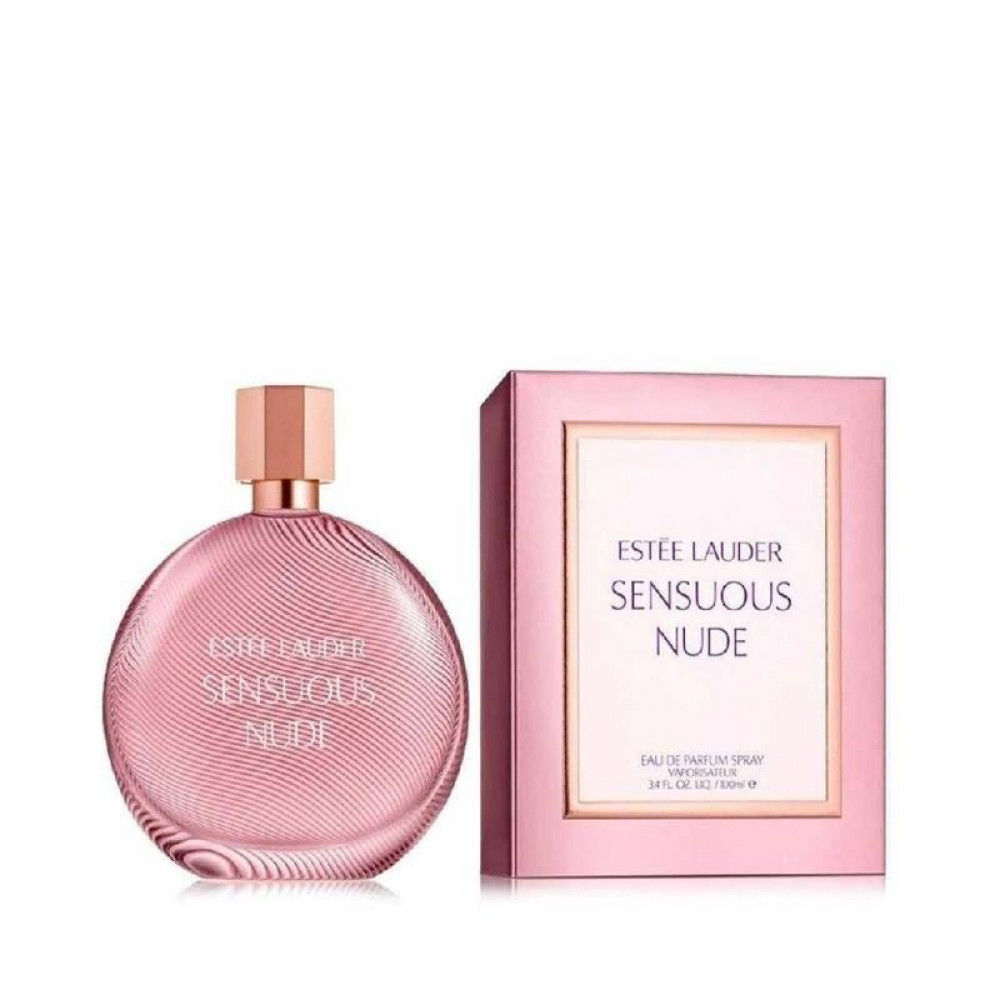 ESTĒE LAUDER
SENSUOUS
NUDE
ESTĒE LAUDER
SENSUOUS
NUDE
EAU DE PARFUM SPRAY
VAPORISATEUR
3.4 FL. OZ. LIQ. / 100ml ℮